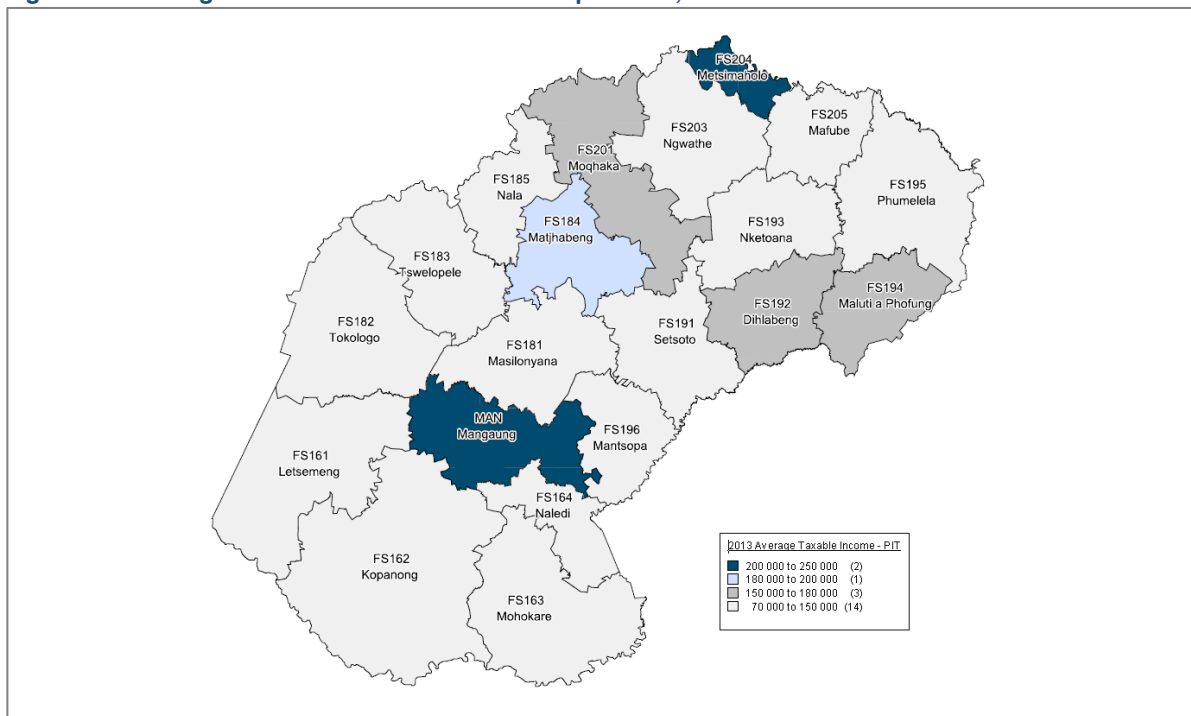 FS204
Metsimaholo
FS205
Mafube
FS203
Ngwathe
FS201
Moqhaka
FS195
Phumelela
FS185
Nala
FS193
Nketoana
FS184
Matjhabeng
FS183
Tswelopele
FS194
Maluti a Phofung
FS192
Dihlabeng
FS182
Tokologo
FS191
Setsoto
FS181
Masilonyana
MAN
Mangaung
FS196
Mantsopa
FS161
Letsemeng
FS164
Naledi
FS162
Kopanong
FS163
Mohokare
2013 Average Taxable Income - PIT
200 000 to 250 000 (2)
180 000 to 200 000 (1)
150 000 to 180 000 (3)
70 000 to 150 000 (14)